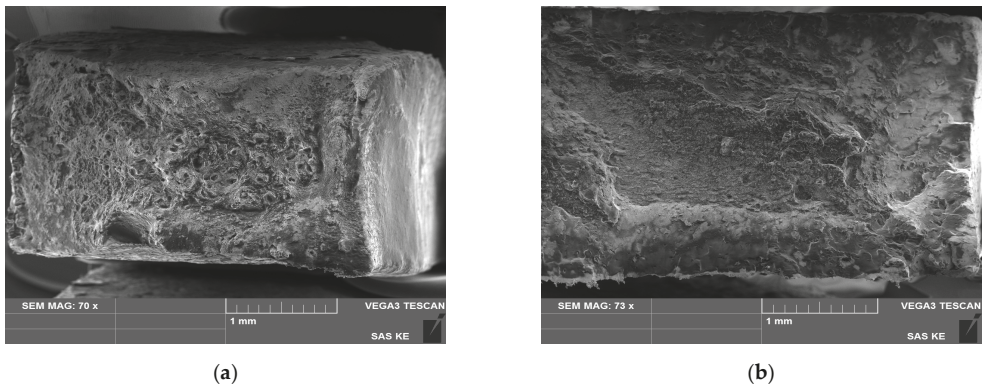 SEM MAG: 70 x
VEGA3 TESCAN
1 mm
SAS KE
(a)
SEM MAG: 73 x
VEGA3 TESCAN
1 mm
SAS KE
(b)